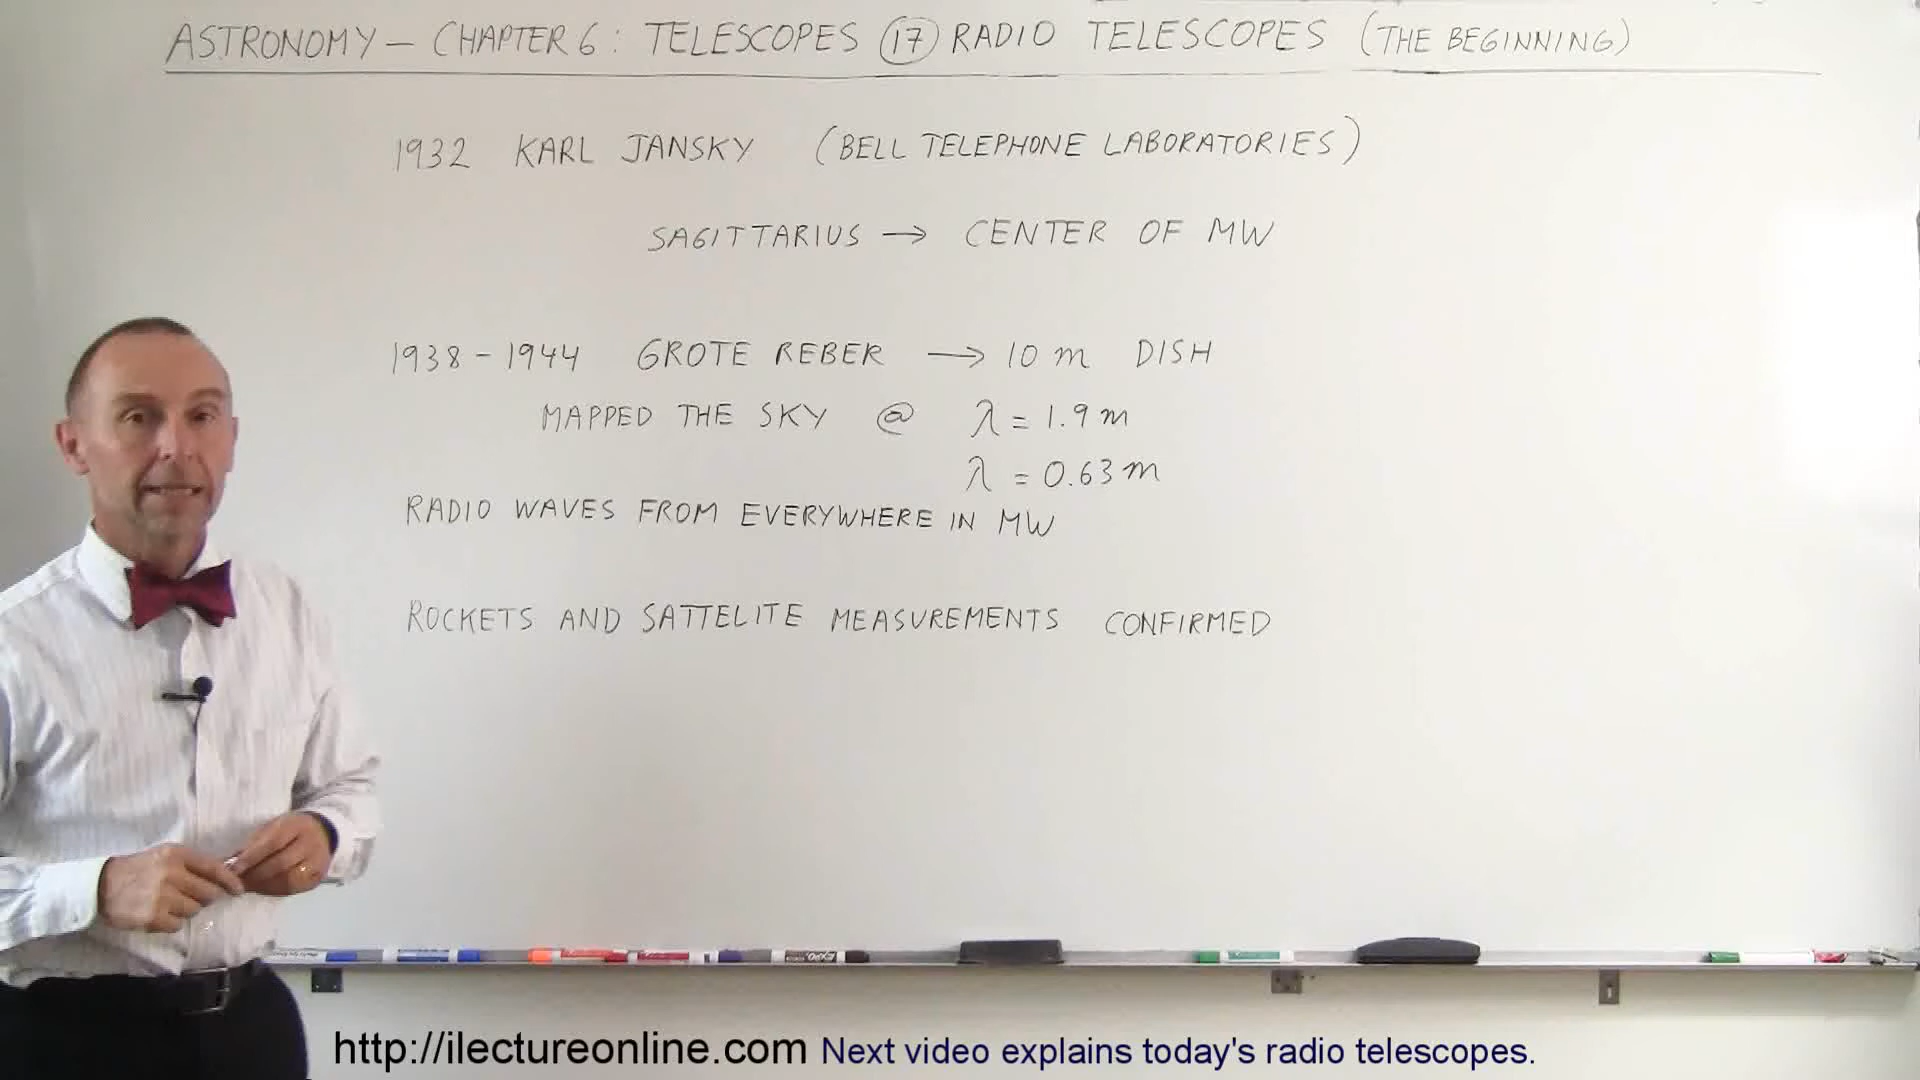 ASTRONOMY – CHAPTER 6: TELESCOPES 17 RADIO TELESCOPES (THE BEGINNING)
1932 KARL JANSKY (BELL TELEPHONE LABORATORIES)
SAGITTARIUS → CENTER OF MW
1938 – 1944 GROTE REBER → 10 m DISH
MAPPED THE SKY @ λ = 1.9 m
λ = 0.63 m
RADIO WAVES FROM EVERYWHERE IN MW
ROCKETS AND SATTELITE MEASUREMENTS CONFIRMED
EXPO
http://ilectureonline.com Next video explains today's radio telescopes.